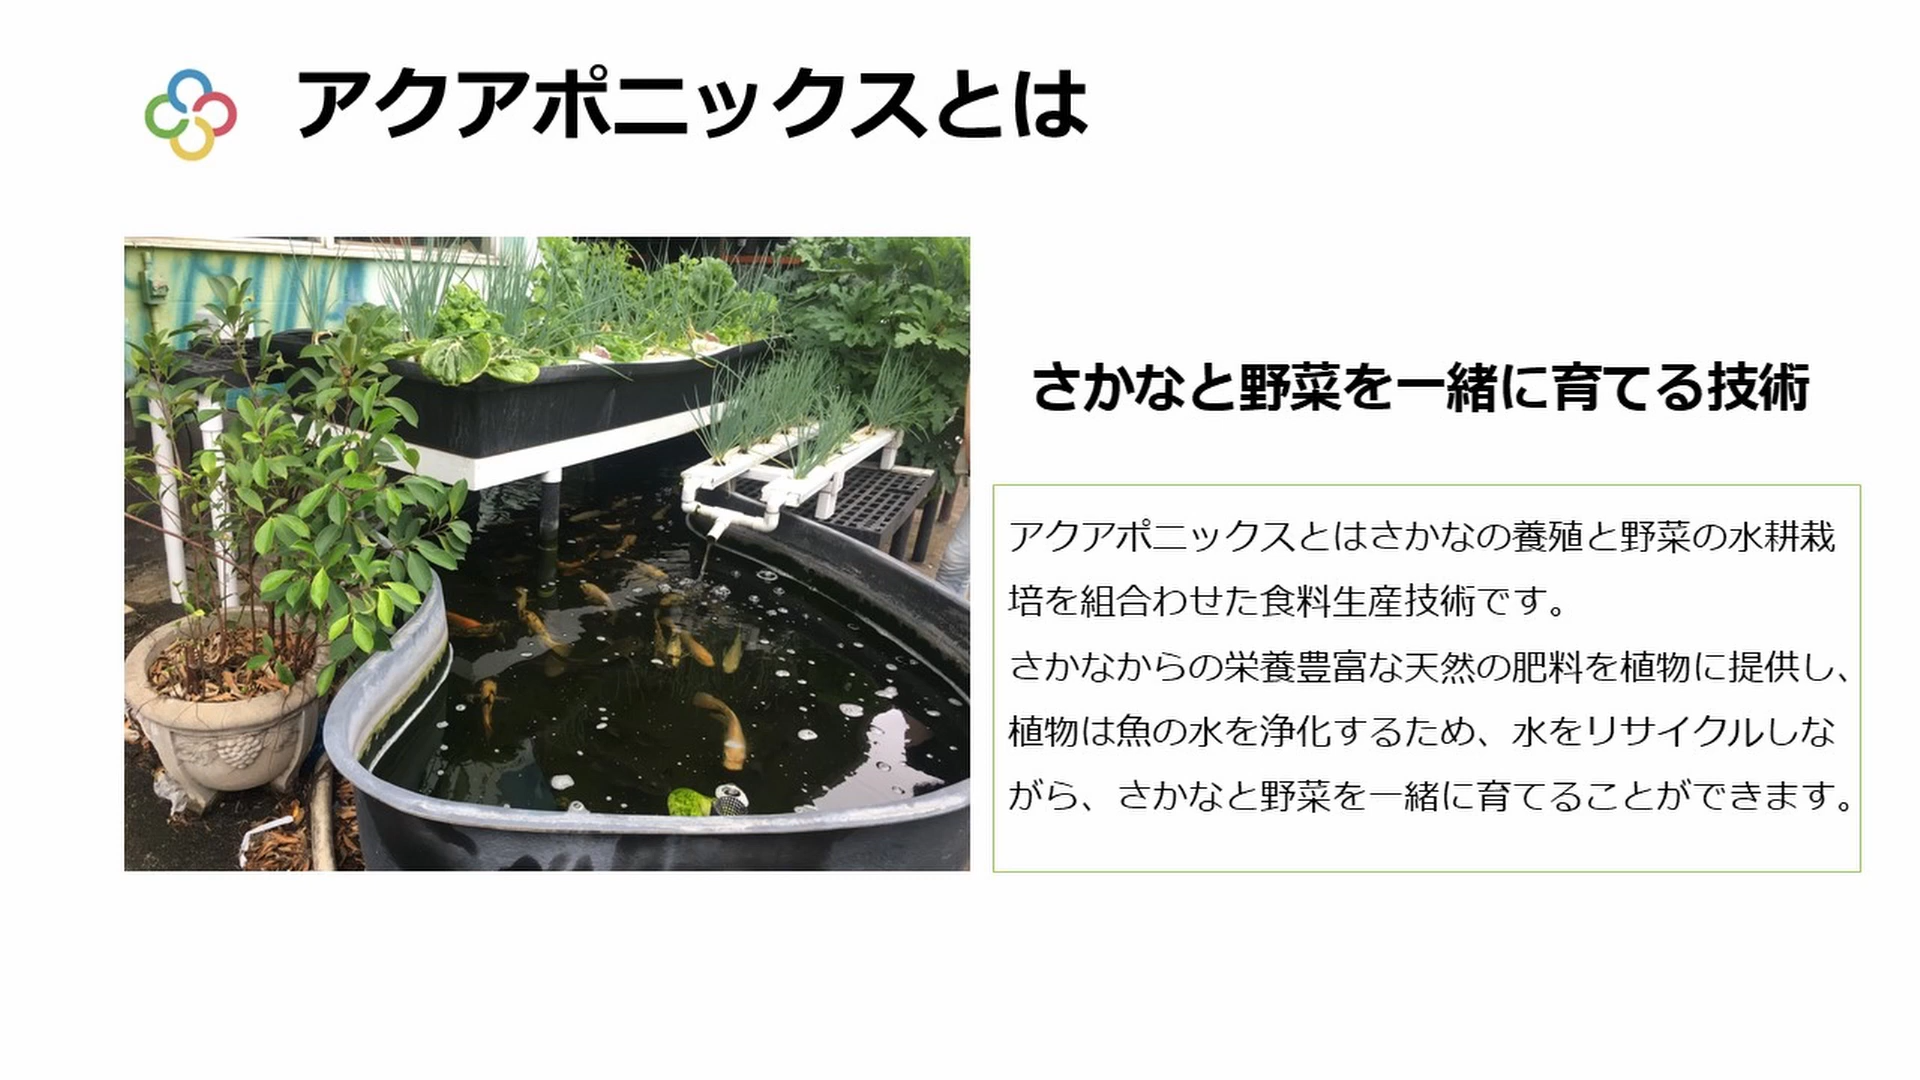 アクアポニックスとは
さかなと野菜を一緒に育てる技術
アクアポニックスとはさかなの養殖と野菜の水耕栽
培を組合わせた食料生産技術です。
さかなからの栄養豊富な天然の肥料を植物に提供し、
植物は魚の水を浄化するため、水をリサイクルしな
がら、さかなと野菜を一緒に育てることができます。